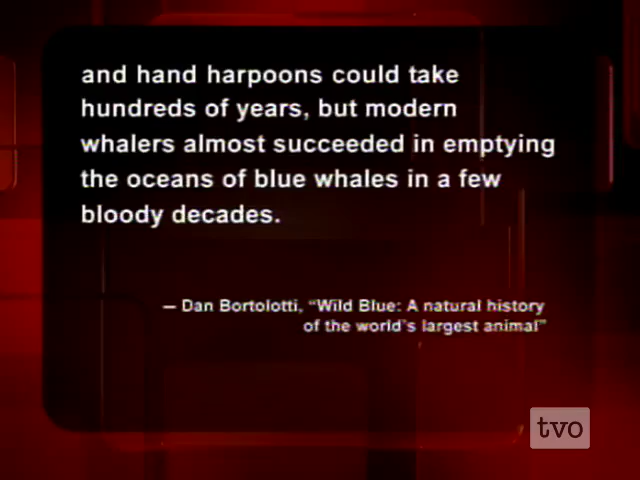 and hand harpoons could take
hundreds of years, but modern
whalers almost succeeded in emptying
the oceans of blue whales in a few
bloody decades.
– Dan Bortolotti, “Wild Blue: A natural history
of the world's largest animal”
tvo